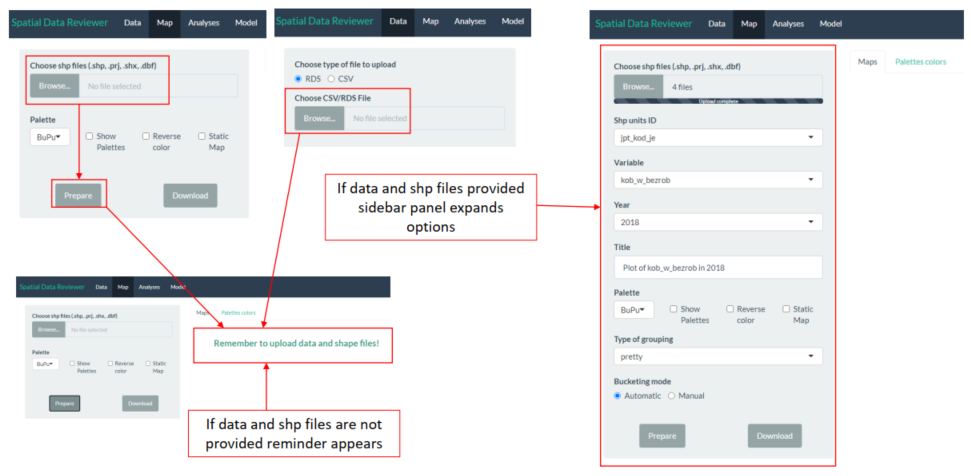 Spatial Data Reviewer Data Map Analyses Model
Choose shp files (.shp, .prj, .shx, .dbf)
Browse... No file selected
Palette
BuPu Show Palettes Reverse color Static Map
Prepare Download
Spatial Data Reviewer Data Map Analyses Model
Choose type of file to upload
RDS CSV
Choose CSV/RDS File
Browse... No file selected
If data and shp files provided
sidebar panel expands
options
Spatial Data Reviewer Data Map Analyses Model
Choose shp files (.shp, .prj, .shx, .dbf)
Browse... No file selected
Palette
BuPu Show Palettes Reverse color Static Map
Prepare Download
Maps Palettes colors
Remember to upload data and shape files!
If data and shp files are not
provided reminder appears
Spatial Data Reviewer Data Map Analyses Model
Choose shp files (.shp, .prj, .shx, .dbf)
Browse... 4 files
Upload complete
Shp units ID
jpt_kod_je
Variable
kob_w_bezrob
Year
2018
Title
Plot of kob_w_bezrob in 2018
Palette
BuPu Show Palettes Reverse color Static Map
Type of grouping
pretty
Bucketing mode
Automatic Manual
Prepare Download
Maps Palettes colors